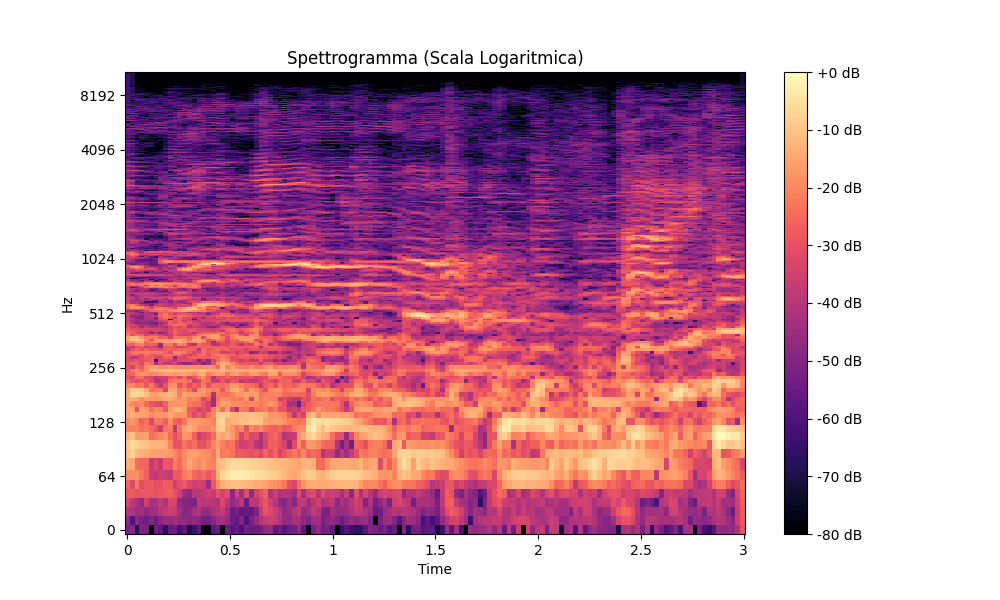 Spettrogramma (Scala Logaritmica)
Hz
8192
4096
2048
1024
512
256
128
64
0
0
0.5
1
1.5
2
2.5
3
Time
+0 dB
-10 dB
-20 dB
-30 dB
-40 dB
-50 dB
-60 dB
-70 dB
-80 dB